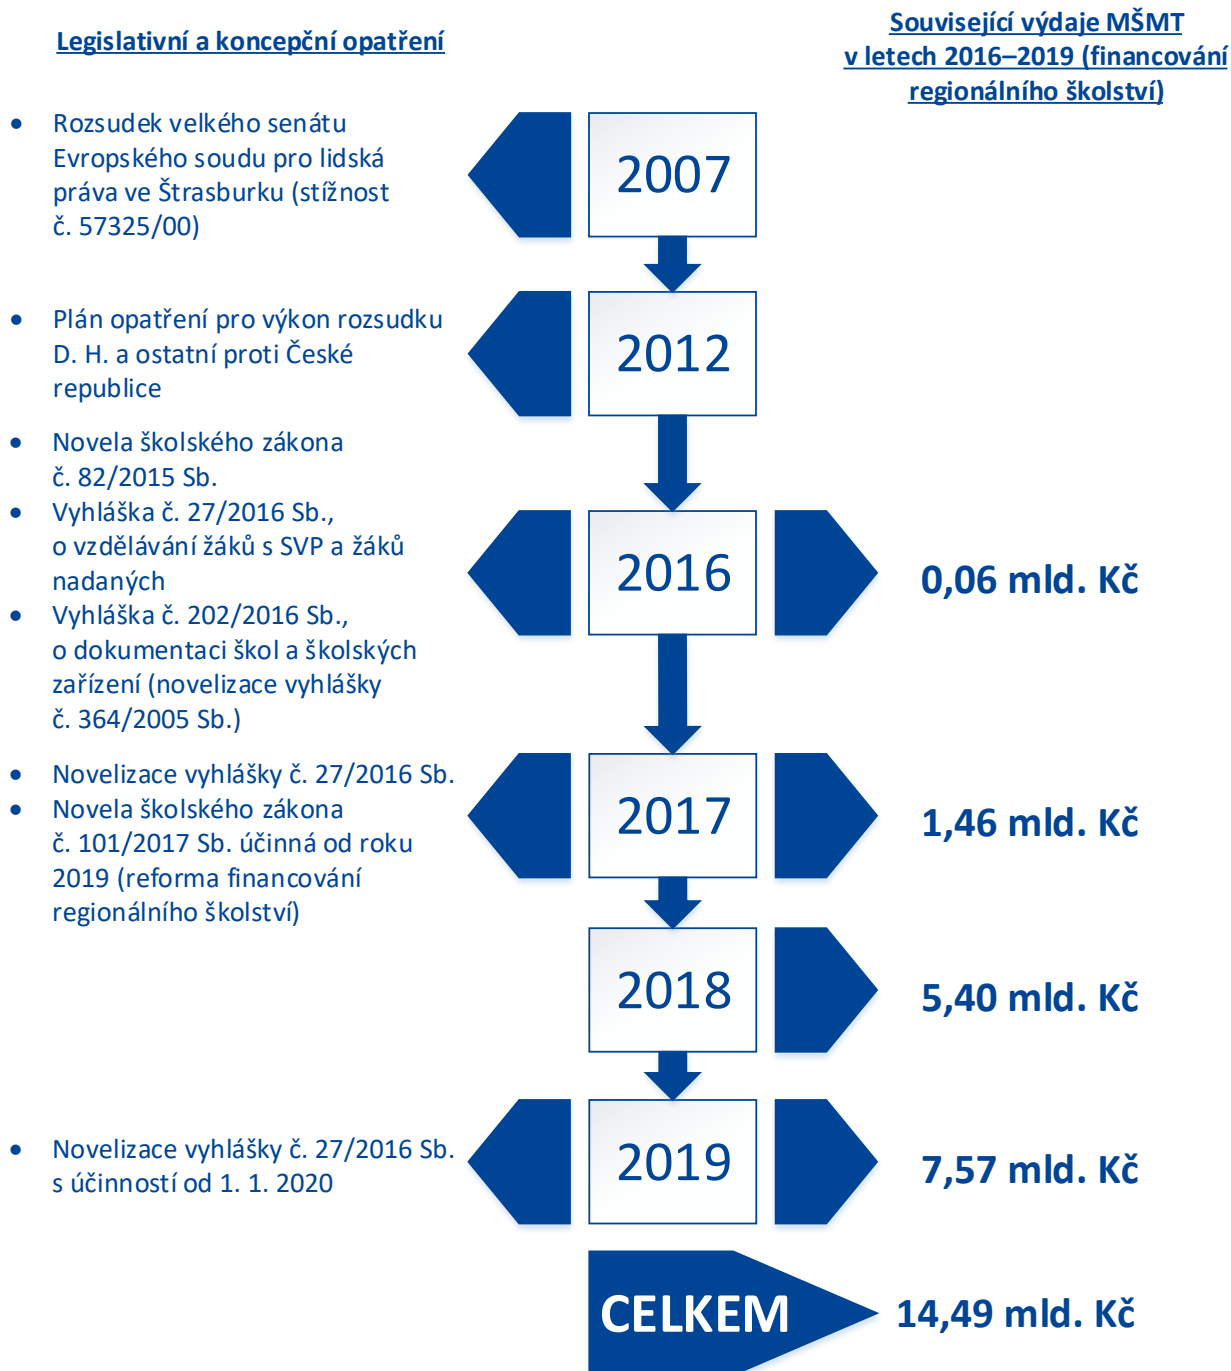 Legislativní a koncepční opatření
Související výdaje MŠMT
v letech 2016–2019 (financování
regionálního školství)
• Rozsudek velkého senátu
Evropského soudu pro lidská
práva ve Štrasburku (stížnost
č. 57325/00)
2007
• Plán opatření pro výkon rozsudku
D. H. a ostatní proti České
republice
2012
• Novela školského zákona
č. 82/2015 Sb.
• Vyhláška č. 27/2016 Sb.,
o vzdělávání žáků s SVP a žáků
nadaných
• Vyhláška č. 202/2016 Sb.,
o dokumentaci škol a školských
zařízení (novelizace vyhlášky
č. 364/2005 Sb.)
2016
0,06 mld. Kč
• Novelizace vyhlášky č. 27/2016 Sb.
• Novela školského zákona
č. 101/2017 Sb. účinná od roku
2019 (reforma financování
regionálního školství)
2017
1,46 mld. Kč
2018
5,40 mld. Kč
• Novelizace vyhlášky č. 27/2016 Sb.
s účinností od 1. 1. 2020
2019
7,57 mld. Kč
CELKEM
14,49 mld. Kč